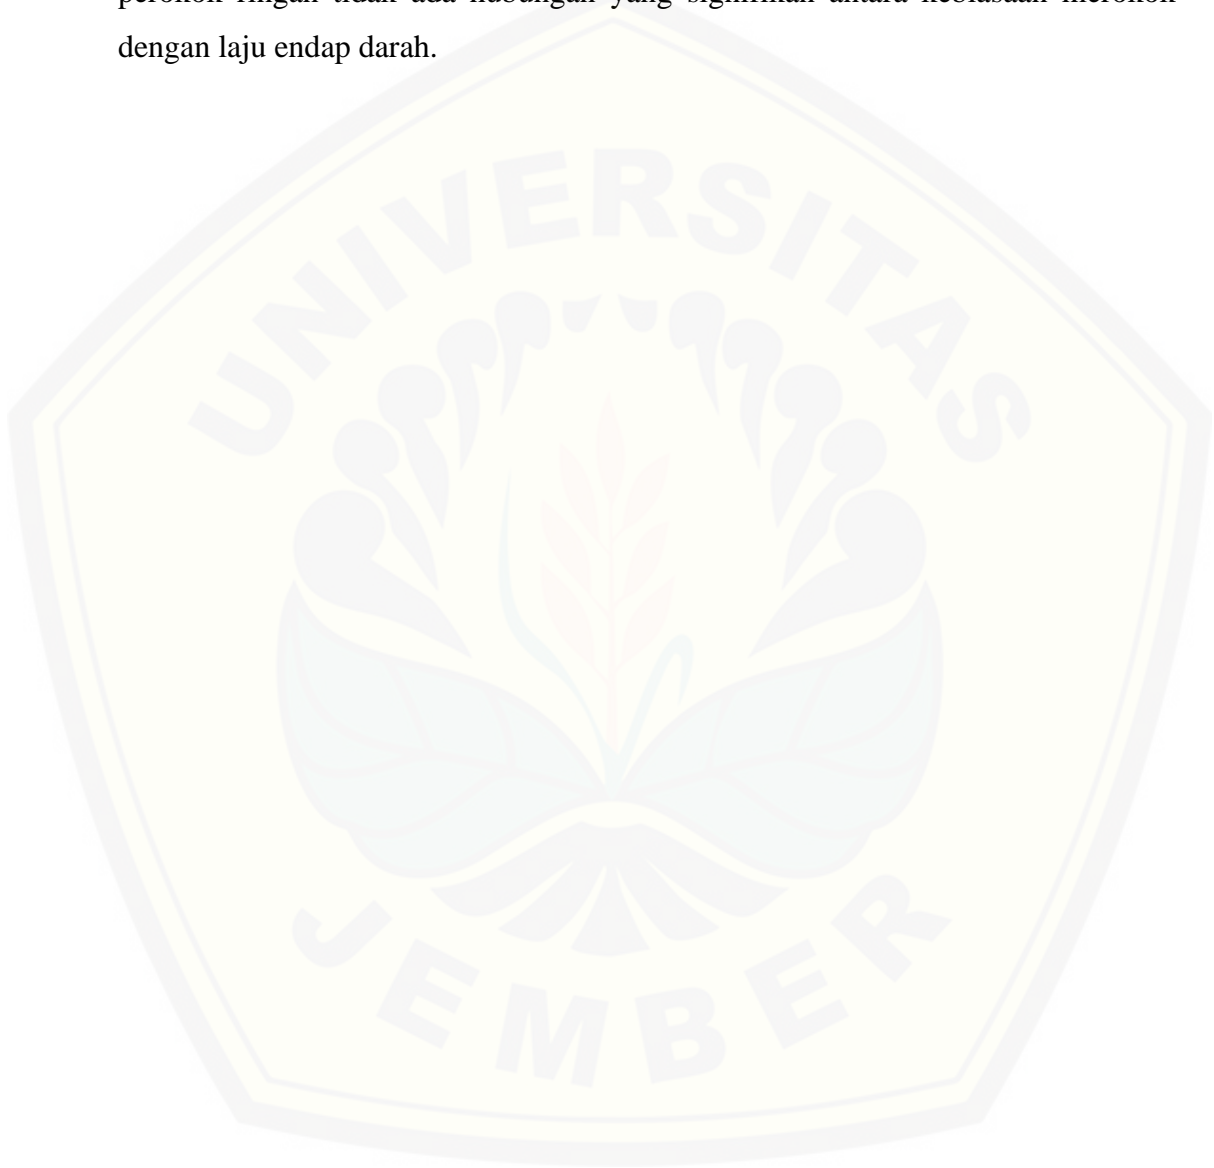 perokok ringan tidak ada hubungan yang signifikan antara kebiasaan merokok
dengan laju endap darah.
UNIVERSITAS
JEMBER